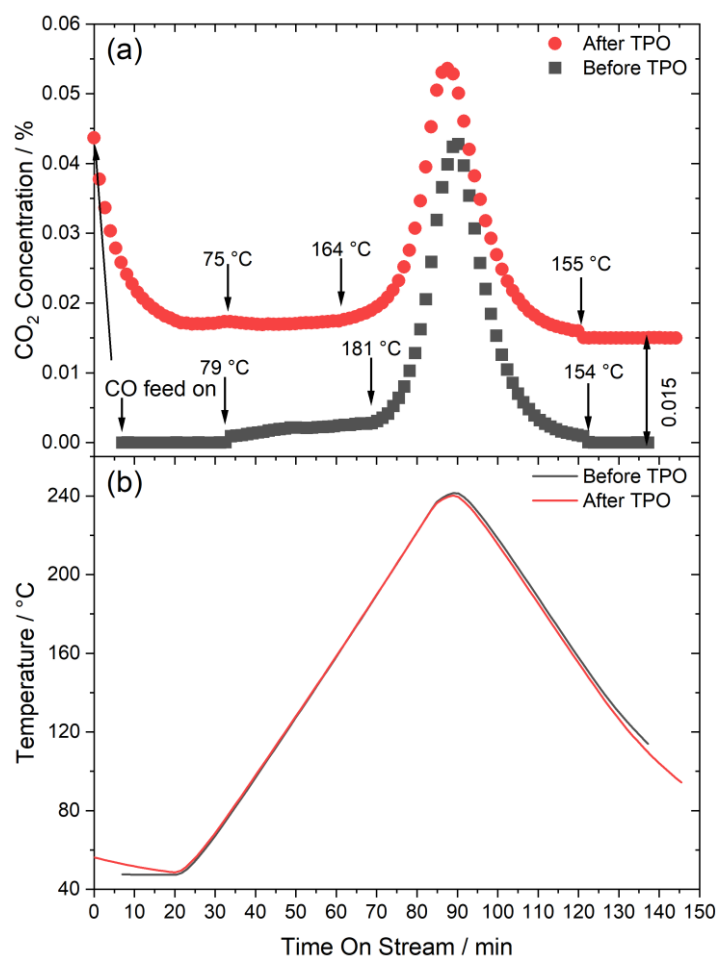 (a)
After TPO
Before TPO
0.06
0.05
0.04
0.03
0.02
0.01
0.00
CO₂ Concentration / %
75 °C
164 °C
155 °C
CO feed on
79 °C
181 °C
154 °C
0.015
(b)
Before TPO
After TPO
240
200
160
120
80
40
Temperature / °C
0 10 20 30 40 50 60 70 80 90 100 110 120 130 140 150
Time On Stream / min